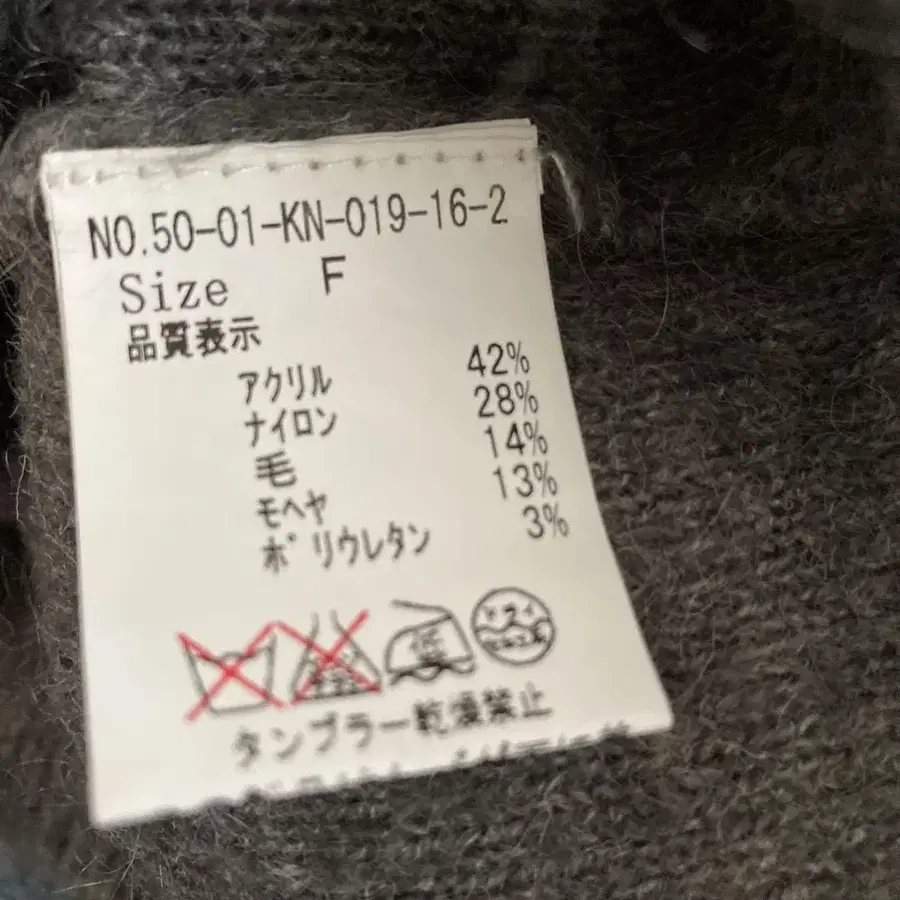 NO.50-01-KN-019-16-2
Size F
品質表示
アクリル 42%
ナイロン 28%
毛 14%
モヘヤ 13%
ポリウレタン 3%
低
ドライ
タンブラー乾燥禁止